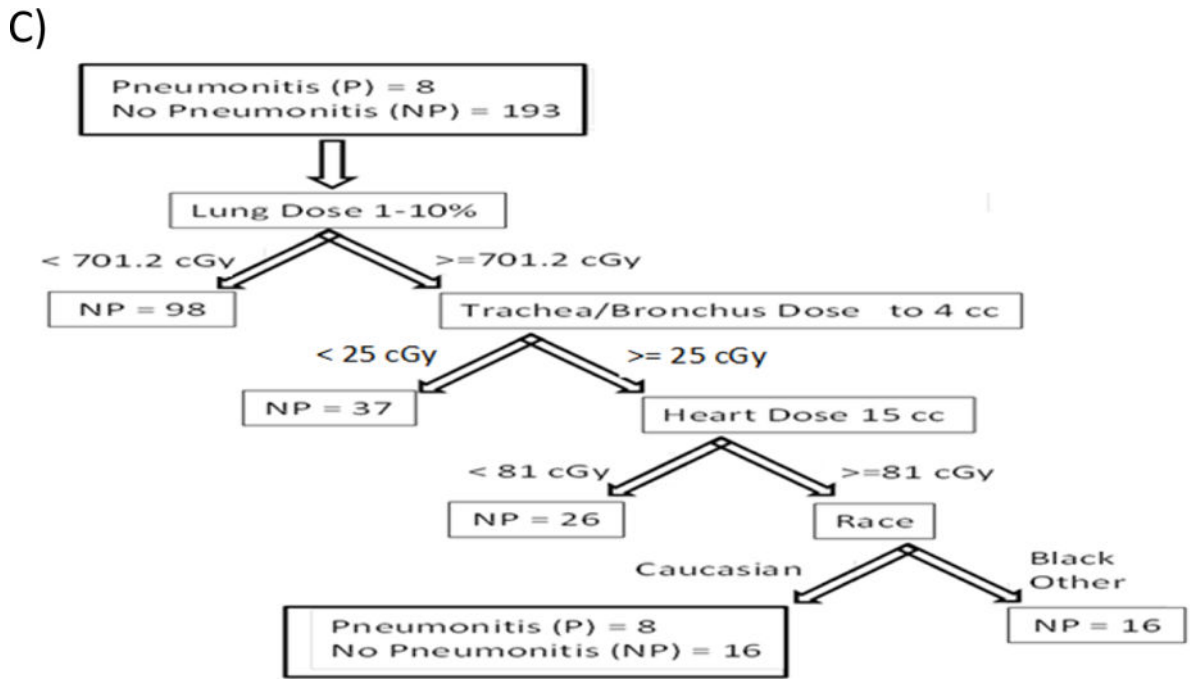 C)
Pneumonitis (P) = 8
No Pneumonitis (NP) = 193
Lung Dose 1-10%
< 701.2 cGy
>=701.2 cGy
NP = 98
Trachea/Bronchus Dose to 4 cc
< 25 cGy
>= 25 cGy
NP = 37
Heart Dose 15 cc
< 81 cGy
>=81 cGy
NP = 26
Race
Caucasian
Black
Other
Pneumonitis (P) = 8
No Pneumonitis (NP) = 16
NP = 16